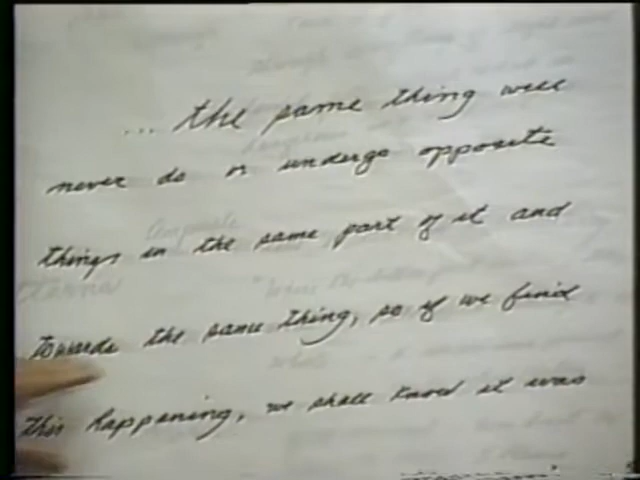 ... the same thing will
never do or undergo opposite
things in the same part of it and
towards the same thing, so if we find
this happening, we shall know it was